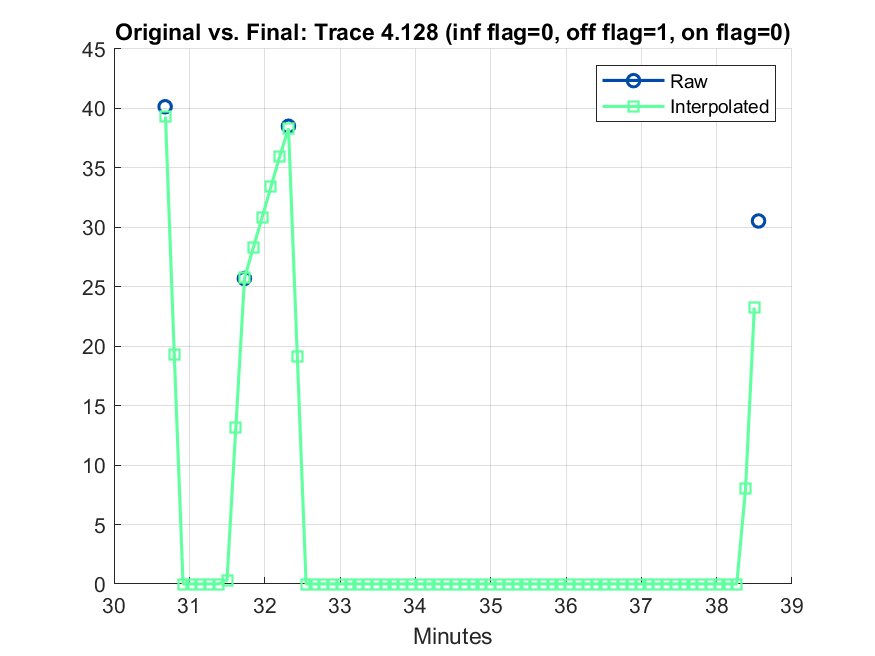 Original vs. Final: Trace 4.128 (inf flag=0, off flag=1, on flag=0)
45
40
35
30
25
20
15
10
5
0
Raw
Interpolated
30 31 32 33 34 35 36 37 38 39
Minutes